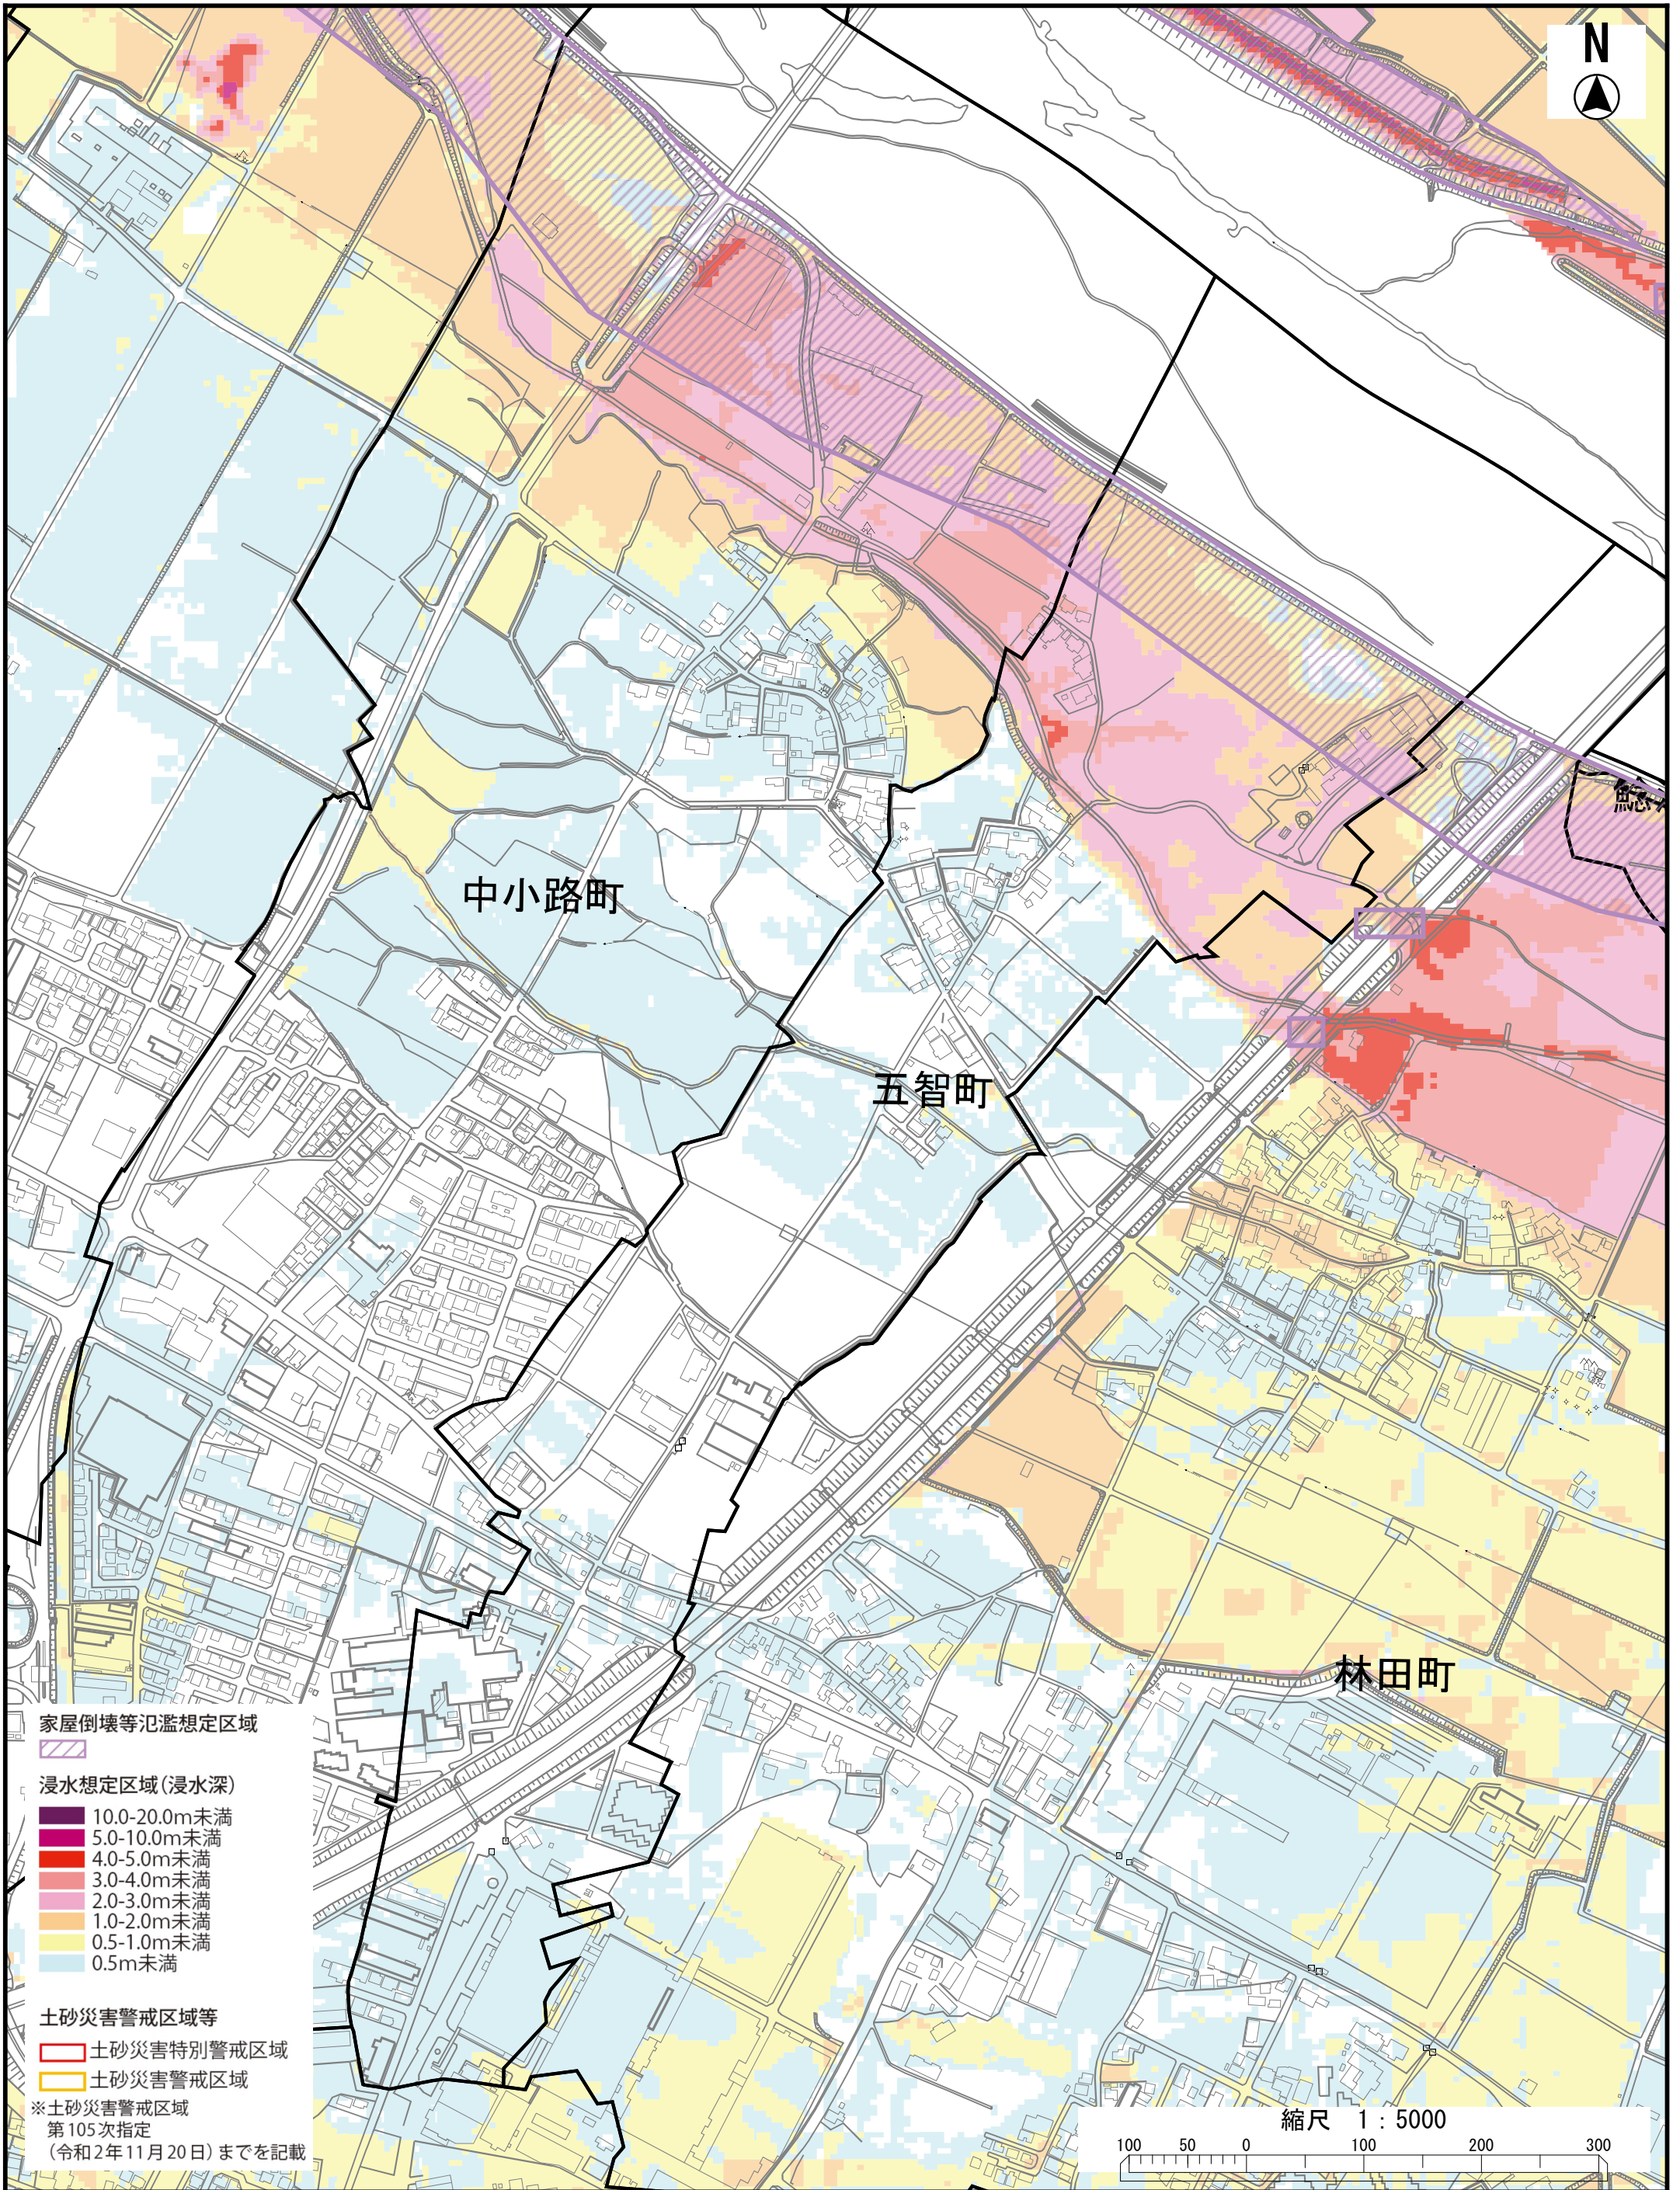 N
鯰
中小路町
五智町
林田町
家屋倒壊等氾濫想定区域
浸水想定区域（浸水深）
10.0-20.0m未満
5.0-10.0m未満
4.0-5.0m未満
3.0-4.0m未満
2.0-3.0m未満
1.0-2.0m未満
0.5-1.0m未満
0.5m未満
土砂災害警戒区域等
土砂災害特別警戒区域
土砂災害警戒区域
※土砂災害警戒区域
第105次指定
（令和2年11月20日）までを記載
縮尺　1：5000
100 50 0 100 200 300